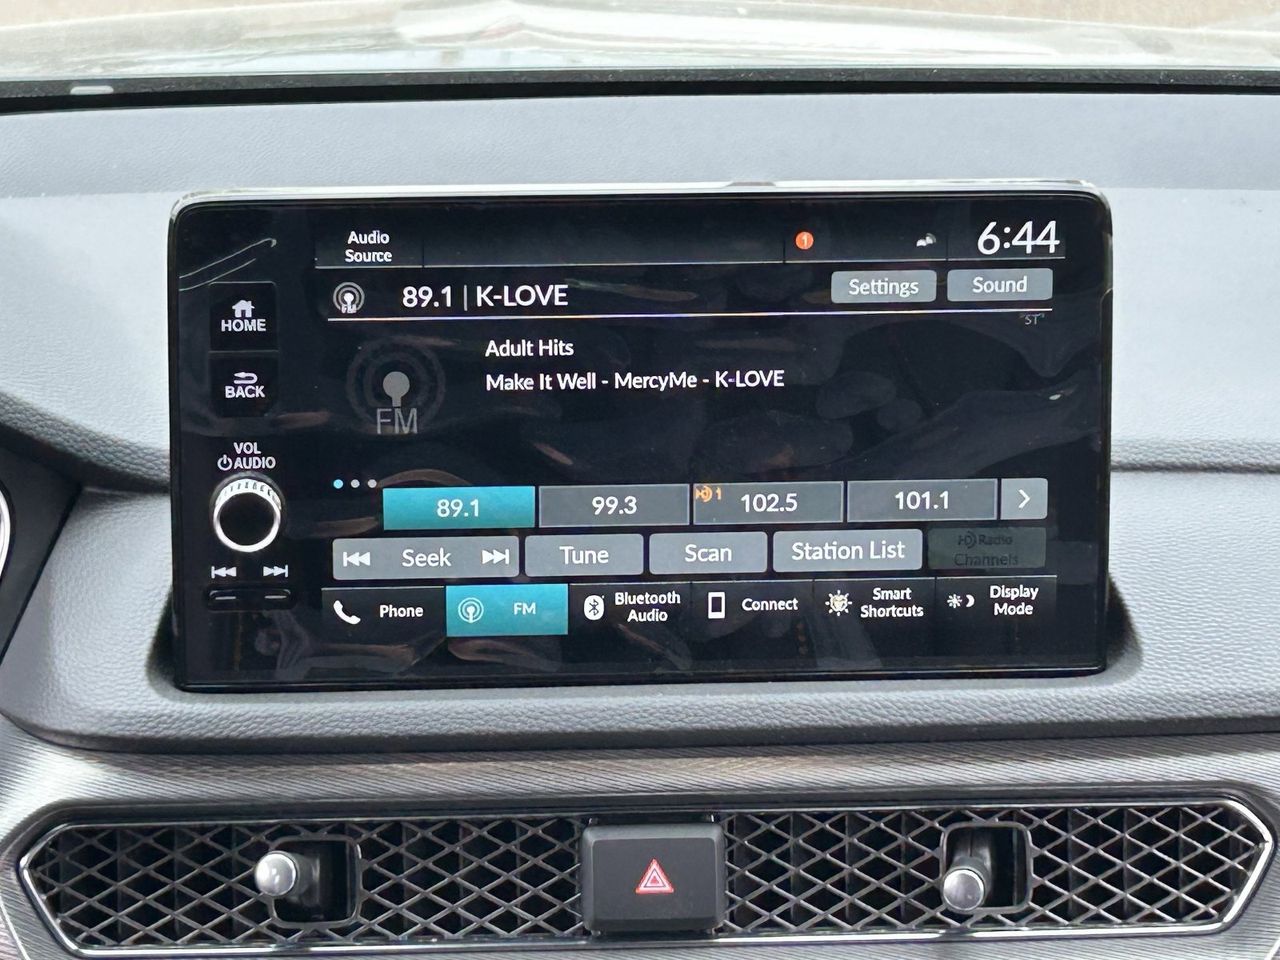 Audio
Source
1
6:44
FM
89.1 | K-LOVE
Settings
Sound
HOME
"ST"
Adult Hits
Make It Well - MercyMe - K-LOVE
BACK
FM
VOL
AUDIO
89.1
99.3
1
102.5
101.1
Seek
Tune
Scan
Station List
HD Radio
Channels
Phone
FM
Bluetooth
Audio
Connect
Smart
Shortcuts
Display
Mode